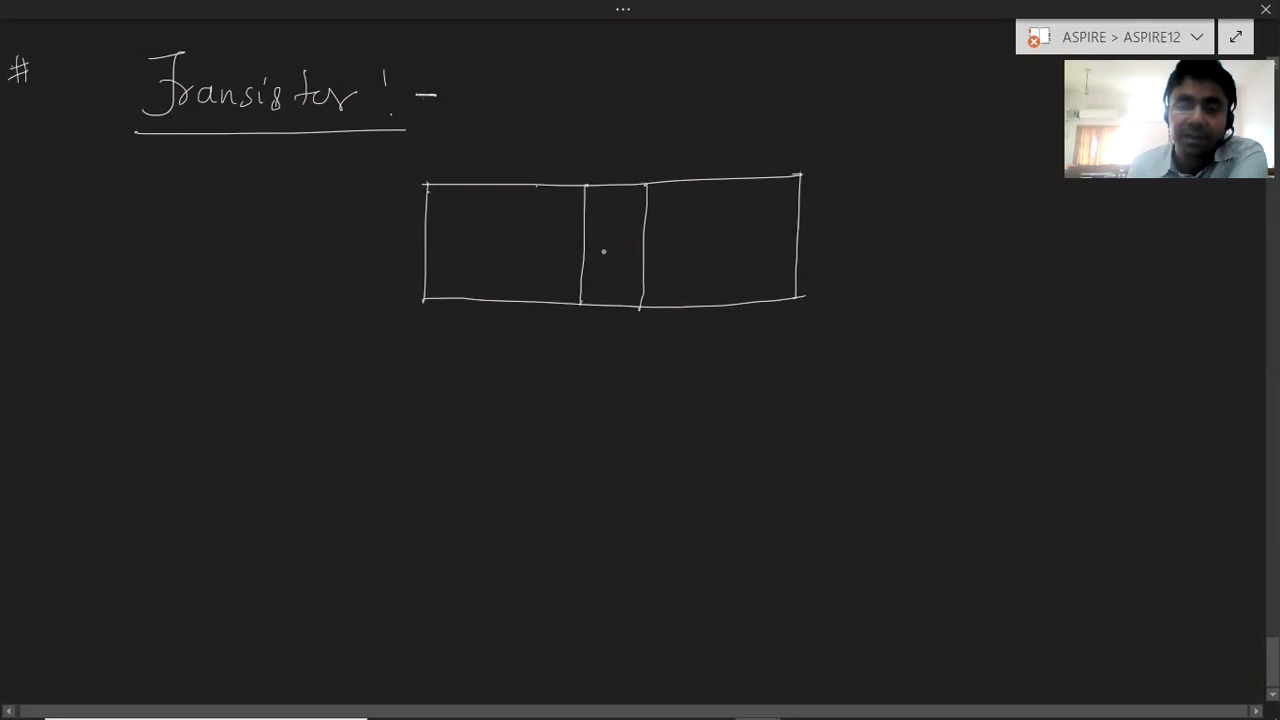 ASPIRE > ASPIRE12
# Transistor :-